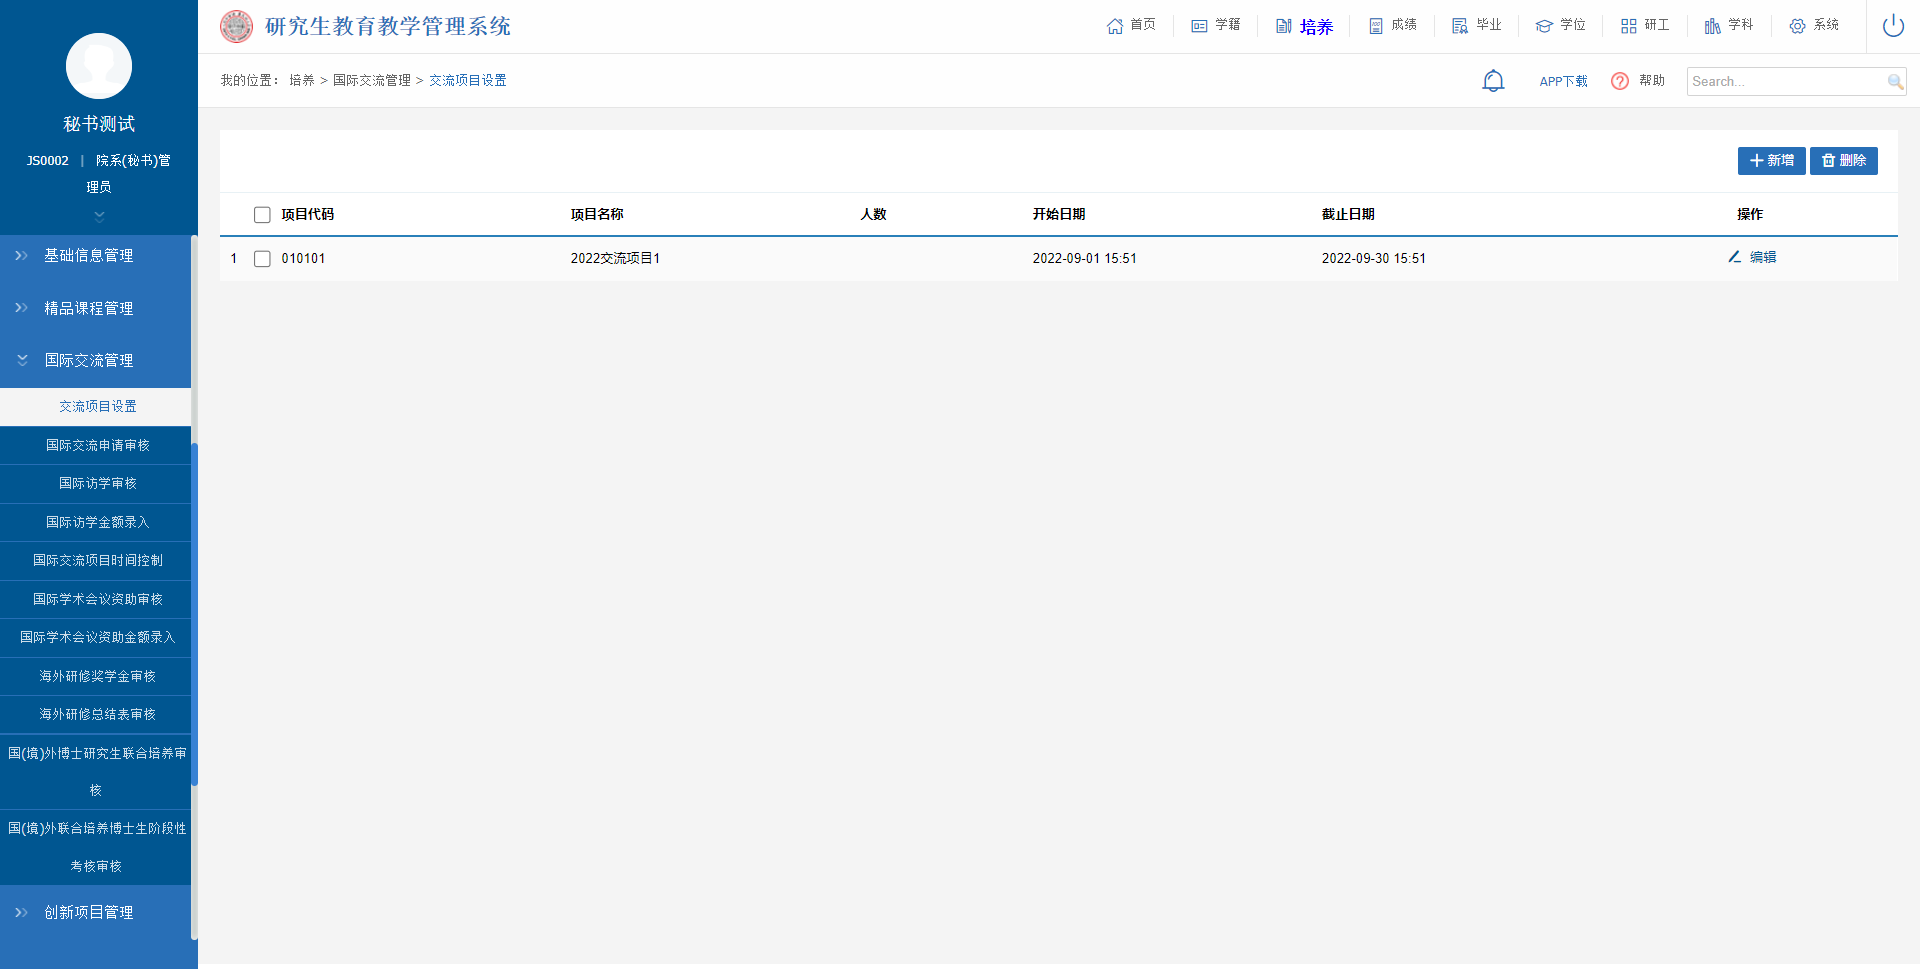 研究生教育教学管理系统
首页
学籍
培养
成绩
毕业
学位
研工
学科
系统
我的位置： 培养 > 国际交流管理 > 交流项目设置
APP下载
帮助
Search...
秘书测试
JS0002 | 院系(秘书)管
理员
基础信息管理
精品课程管理
国际交流管理
交流项目设置
国际交流申请审核
国际访学审核
国际访学金额录入
国际交流项目时间控制
国际学术会议资助审核
国际学术会议资助金额录入
海外研修奖学金审核
海外研修总结表审核
国(境)外博士研究生联合培养审
核
国(境)外联合培养博士生阶段性
考核审核
创新项目管理
新增
删除
项目代码 项目名称 人数 开始日期 截止日期 操作
1 010101 2022交流项目1 2022-09-01 15:51 2022-09-30 15:51 编辑